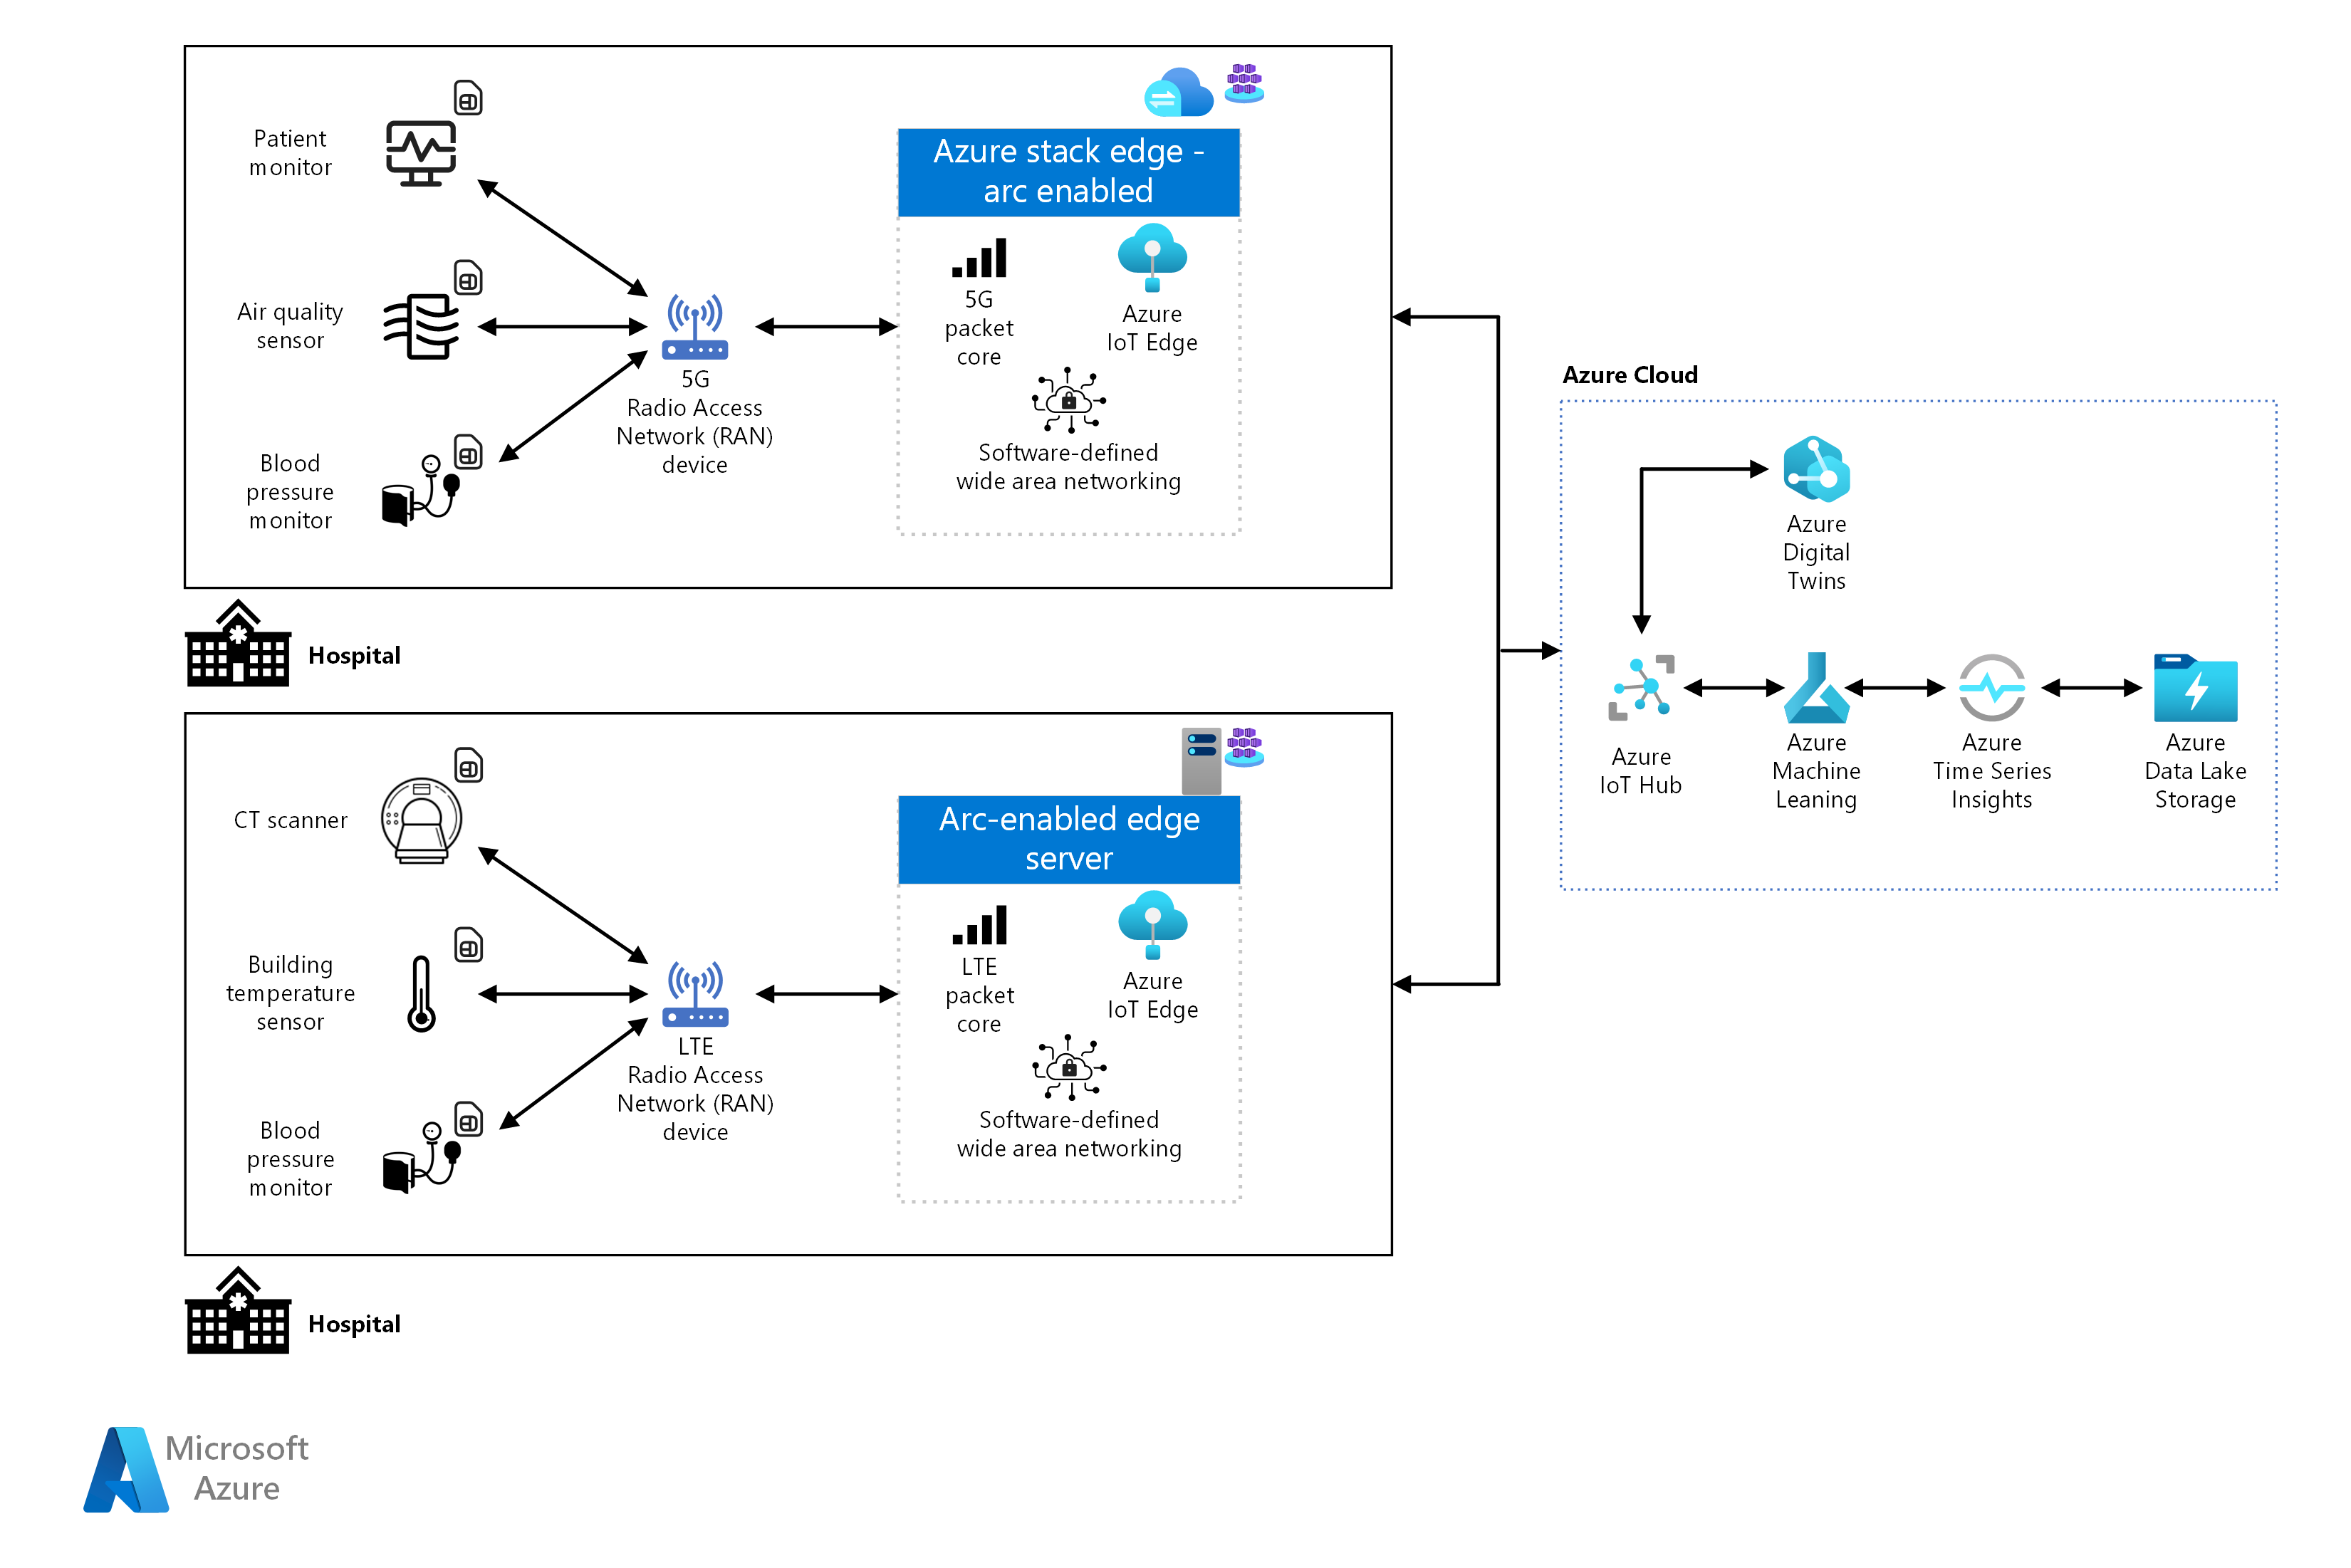 Patient
monitor
Air quality
sensor
Blood
pressure
monitor
5G
Radio Access
Network (RAN)
device
Azure stack edge -
arc enabled
5G
packet
core
Azure
IoT Edge
Software-defined
wide area networking
Hospital
CT scanner
Building
temperature
sensor
Blood
pressure
monitor
LTE
Radio Access
Network (RAN)
device
Arc-enabled edge
server
LTE
packet
core
Azure
IoT Edge
Software-defined
wide area networking
Hospital
Azure Cloud
Azure
Digital
Twins
Azure
IoT Hub
Azure
Machine
Leaning
Azure
Time Series
Insights
Azure
Data Lake
Storage
Microsoft
Azure